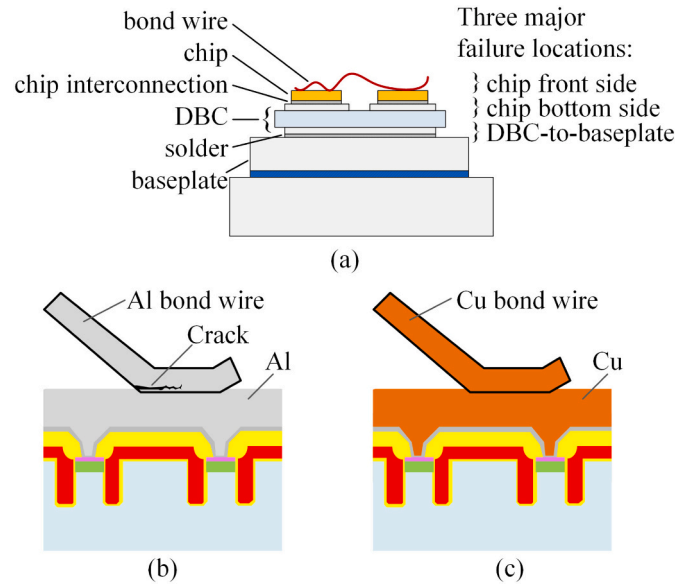 bond wire
chip
chip interconnection
DBC
solder
baseplate
Three major
failure locations:
} chip front side
} chip bottom side
} DBC-to-baseplate
(a)
Al bond wire
Crack
Al
(b)
Cu bond wire
Cu
(c)